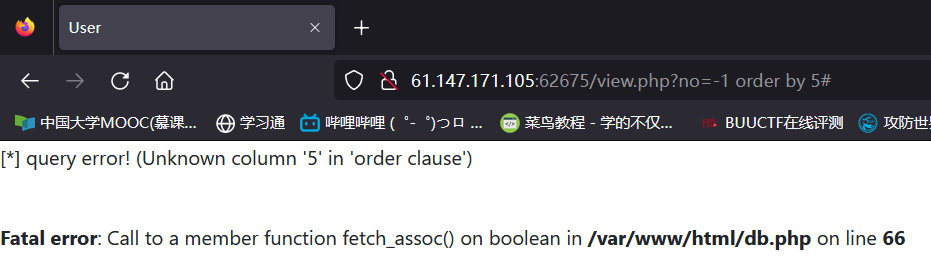 User
61.147.171.105:62675/view.php?no=-1 order by 5#
中国大学MOOC(慕课... 学习通 哔哩哔哩 (゜-゜)つロ ... 菜鸟教程 - 学的不仅... BUUCTF在线评测 攻防世界
[*] query error! (Unknown column '5' in 'order clause')
Fatal error: Call to a member function fetch_assoc() on boolean in /var/www/html/db.php on line 66